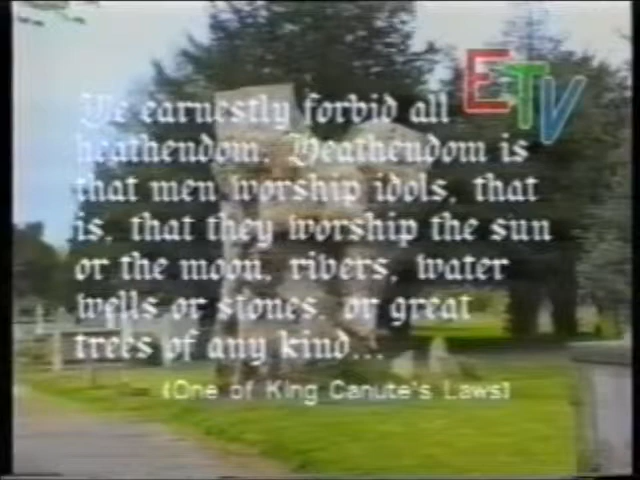 We earnestly forbid all
heathendom. Heathendom is
that men worship idols, that
is, that they worship the sun
or the moon, rivers, water
wells or stones, or great
trees of any kind...
(One of King Canute's Laws)
ETV